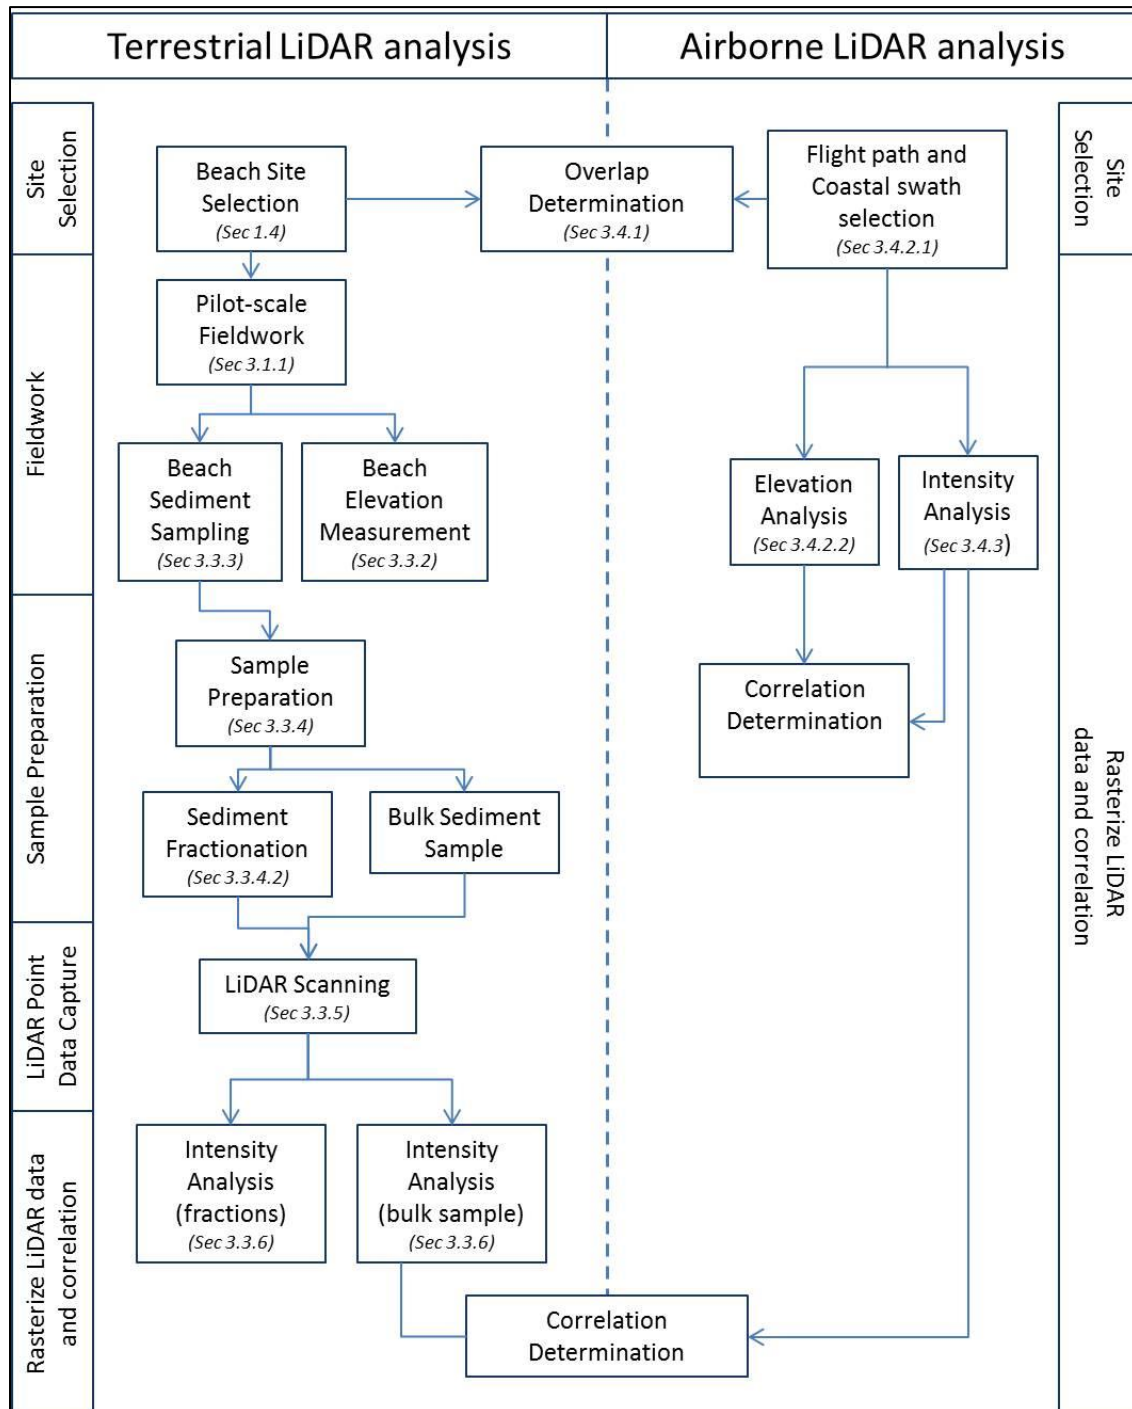 Terrestrial LiDAR analysis
Airborne LiDAR analysis
Site
Selection
Beach Site
Selection
(Sec 1.4)
Overlap
Determination
(Sec 3.4.1)
Flight path and
Coastal swath
selection
(Sec 3.4.2.1)
Site
Selection
Fieldwork
Pilot-scale
Fieldwork
(Sec 3.1.1)
Beach
Sediment
Sampling
(Sec 3.3.3)
Beach
Elevation
Measurement
(Sec 3.3.2)
Elevation
Analysis
(Sec 3.4.2.2)
Intensity
Analysis
(Sec 3.4.3)
Sample Preparation
Sample
Preparation
(Sec 3.3.4)
Correlation
Determination
Rasterize LiDAR
data and correlation
Sediment
Fractionation
(Sec 3.3.4.2)
Bulk Sediment
Sample
LiDAR Point
Data Capture
LiDAR Scanning
(Sec 3.3.5)
Rasterize LiDAR data
and correlation
Intensity
Analysis
(fractions)
(Sec 3.3.6)
Intensity
Analysis
(bulk sample)
(Sec 3.3.6)
Correlation
Determination